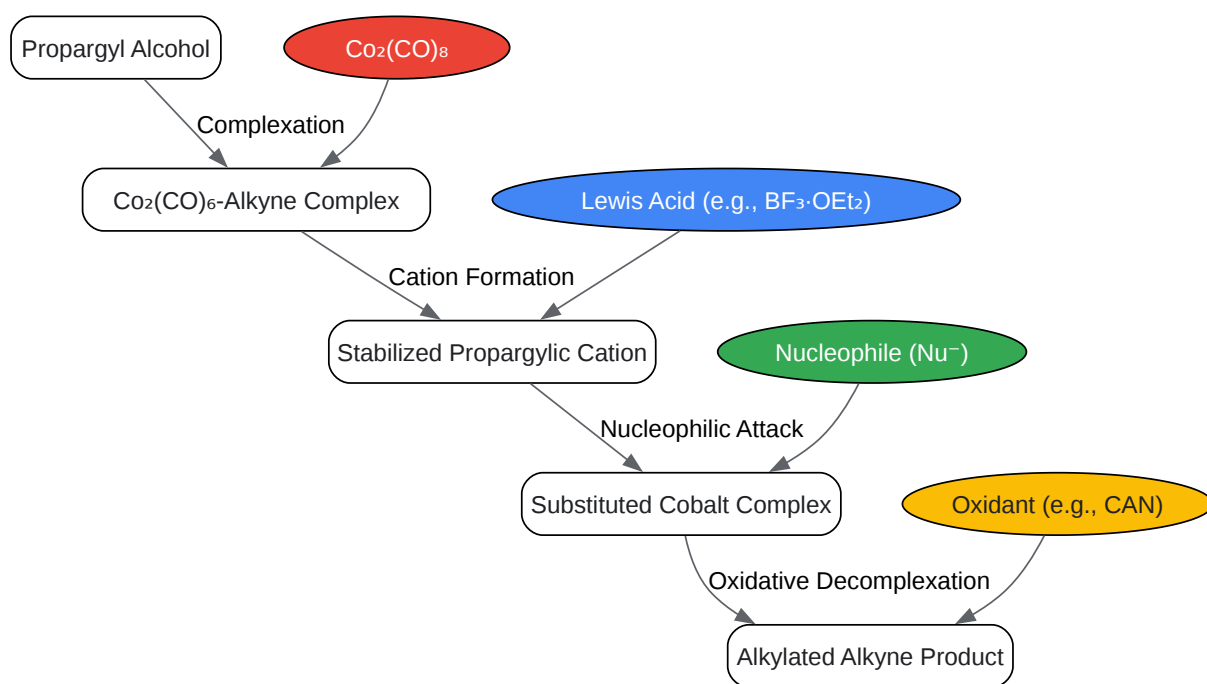 Propargyl Alcohol
Co₂(CO)₈
Complexation
Co₂(CO)₆-Alkyne Complex
Lewis Acid (e.g., BF₃·OEt₂)
Cation Formation
Stabilized Propargylic Cation
Nucleophile (Nu⁻)
Nucleophilic Attack
Substituted Cobalt Complex
Oxidant (e.g., CAN)
Oxidative Decomplexation
Alkylated Alkyne Product